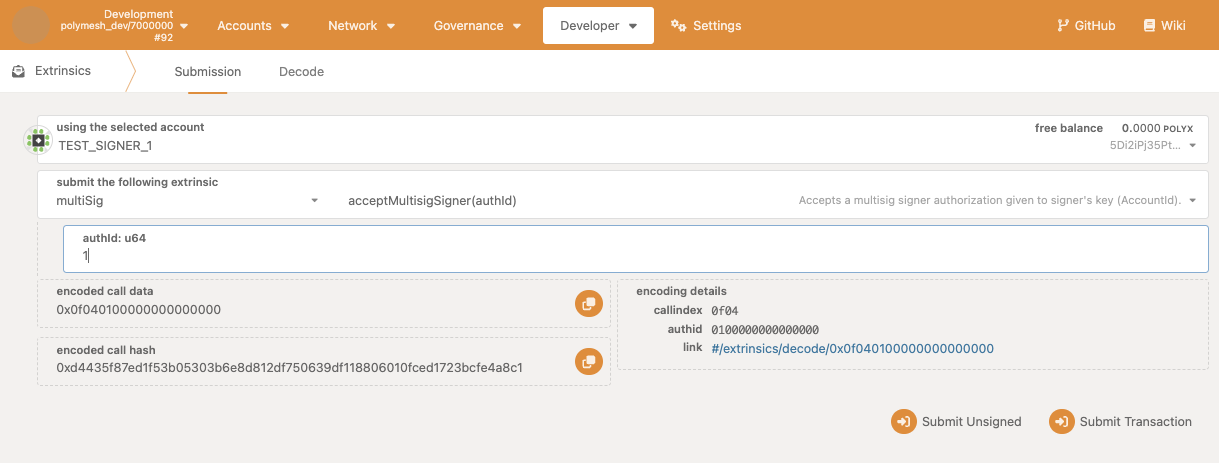 Development
polymesh_dev/7000000
#92
Accounts
Network
Governance
Developer
Settings
GitHub
Wiki
Extrinsics
Submission
Decode
using the selected account
TEST_SIGNER_1
free balance 0.0000 POLYX
5Di2iPj35Pt...
submit the following extrinsic
multiSig
acceptMultisigSigner(authId)
Accepts a multisig signer authorization given to signer's key (AccountId).
authId: u64
1
encoded call data
0x0f040100000000000000
encoded call hash
0xd4435f87ed1f53b05303b6e8d812df750639df118806010fced1723bcfe4a8c1
encoding details
callindex 0f04
authid 0100000000000000
link #/extrinsics/decode/0x0f040100000000000000
Submit Unsigned
Submit Transaction